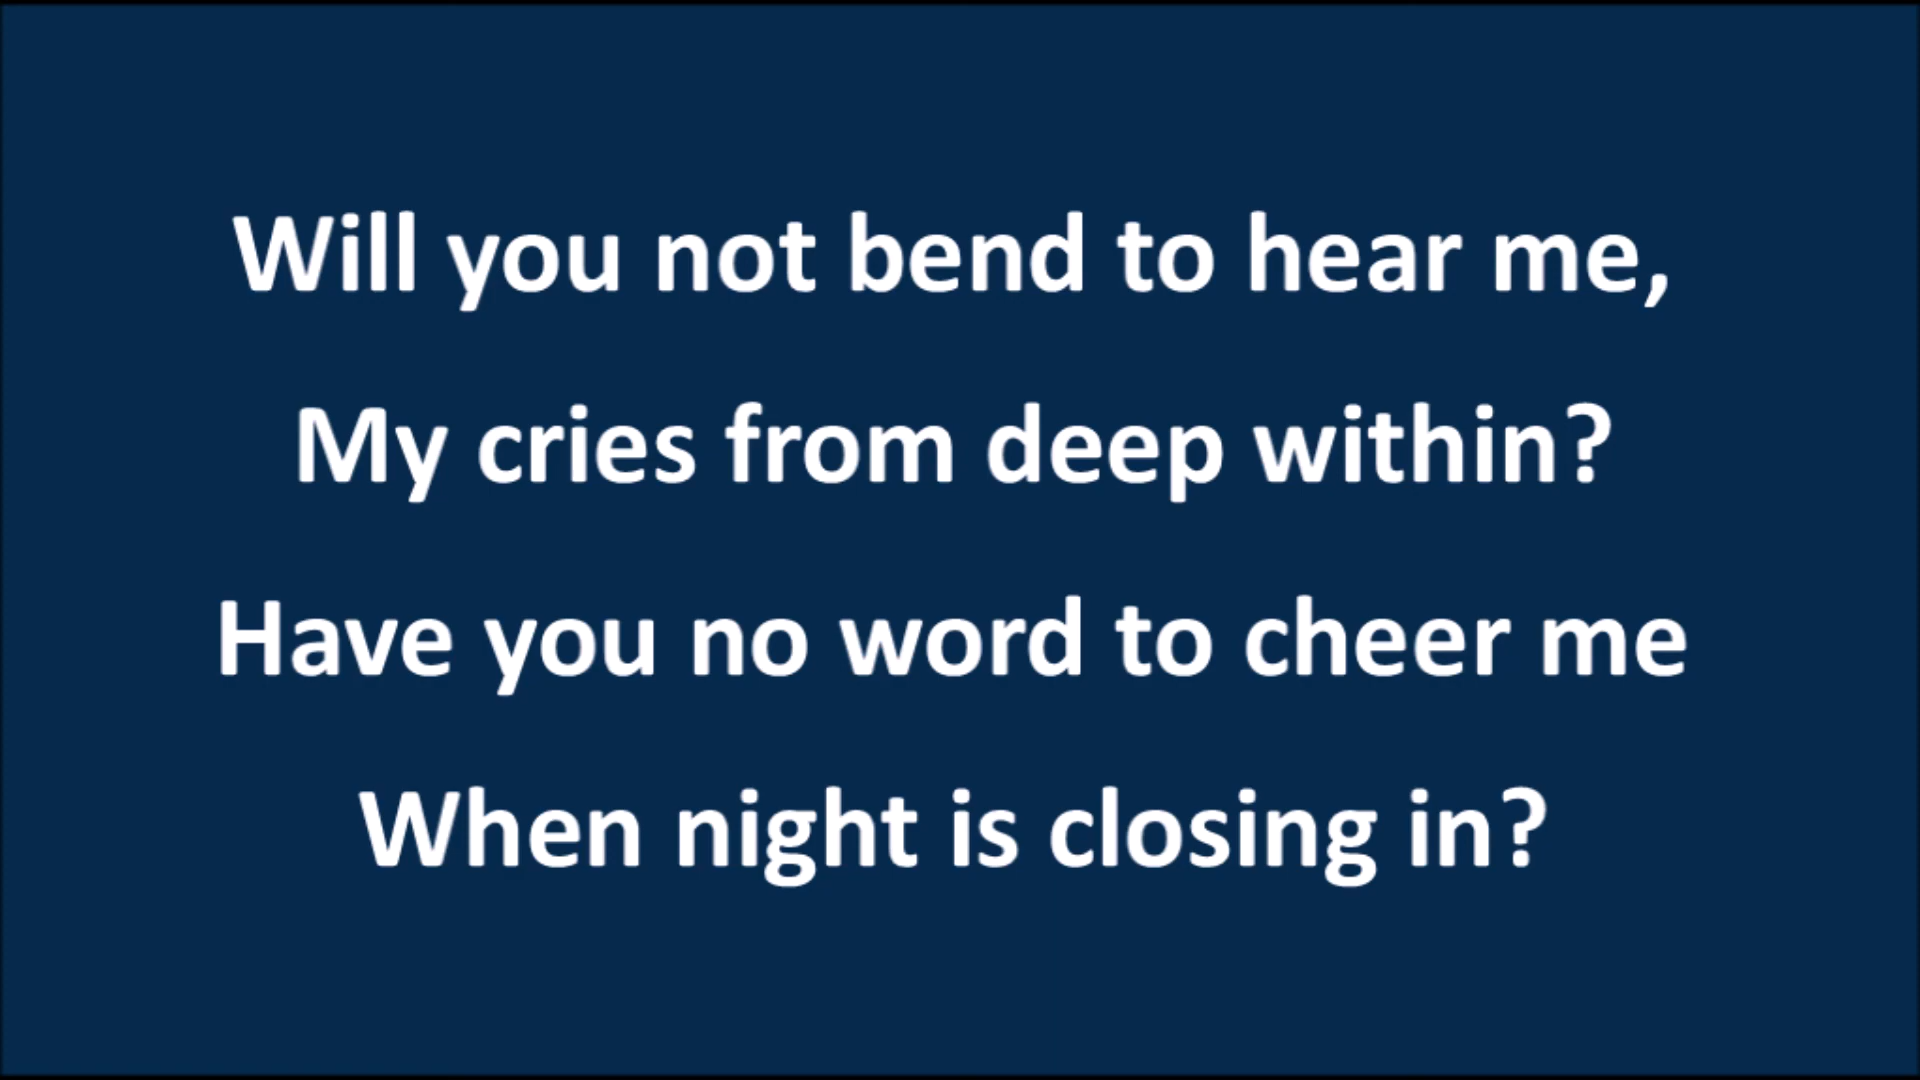 Will you not bend to hear me,
My cries from deep within?
Have you no word to cheer me
When night is closing in?